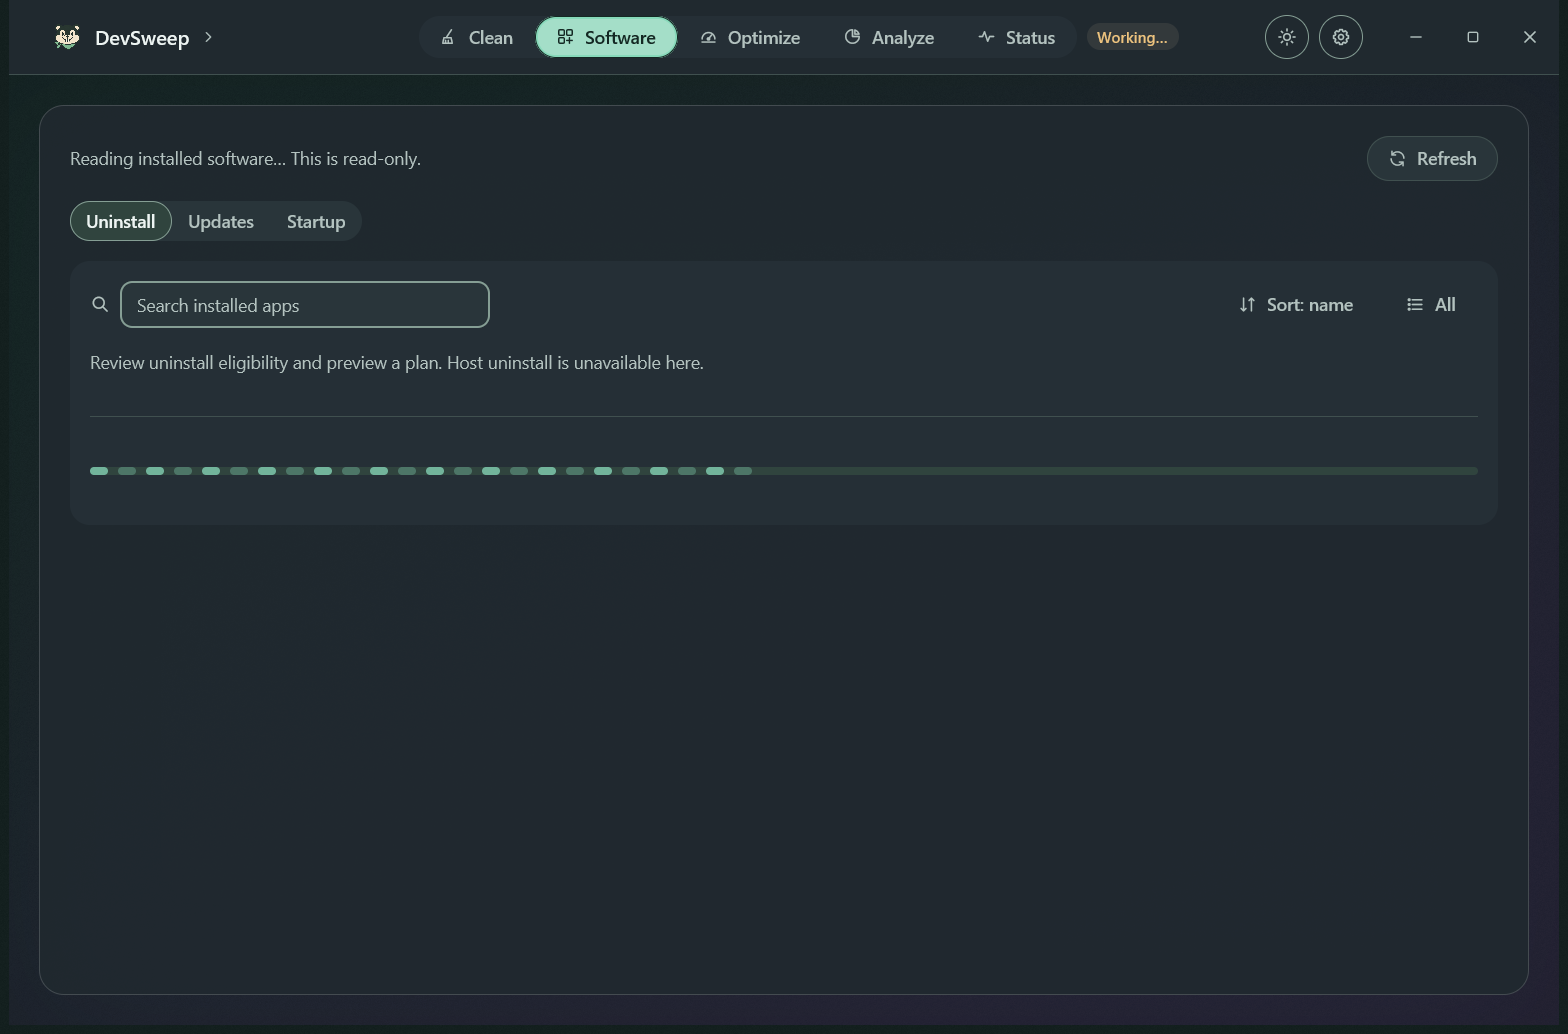 DevSweep
Clean
Software
Optimize
Analyze
Status
Working...
Reading installed software... This is read-only.
Refresh
Uninstall
Updates
Startup
Search installed apps
Sort: name
All
Review uninstall eligibility and preview a plan. Host uninstall is unavailable here.